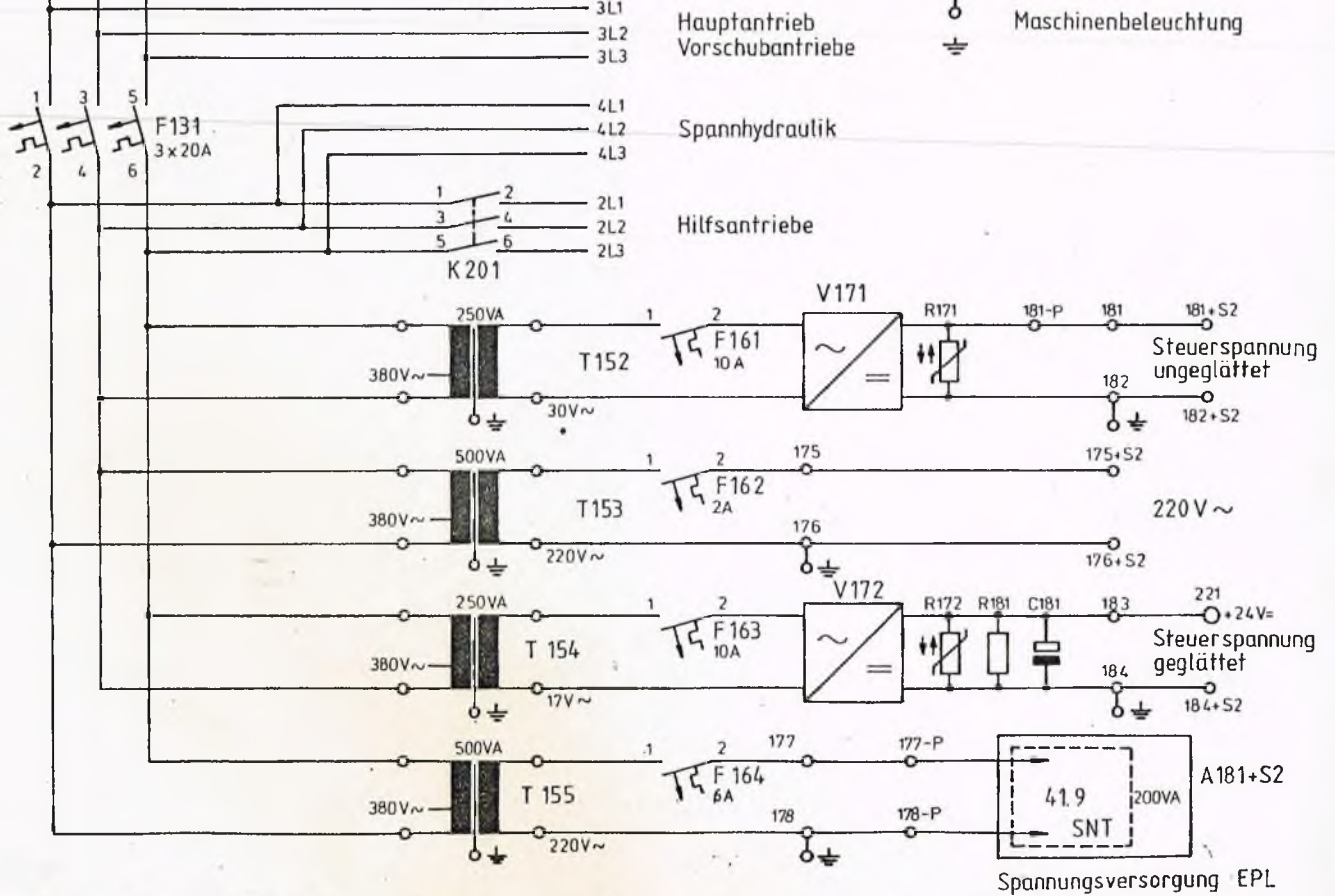 3L1
3L2
3L3
Hauptantrieb
Vorschubantriebe
Maschinenbeleuchtung
1 3 5
F131
3x20A
2 4 6
4L1
4L2
4L3
Spannhydraulik
1 2
3 4
5 6
K201
2L1
2L2
2L3
Hilfsantriebe
250VA
380V~
T152
30V~
1 2
F161
10A
V171
~
=
R171
181-P
181
181+S2
Steuerspannung
ungeglättet
182
182+S2
500VA
380V~
T153
220V~
1 2
F162
2A
175
175+S2
176
176+S2
220V~
250VA
380V~
T 154
17V~
1 2
F163
10A
V172
~
=
R172
R181
C181
183
221
+24V=
Steuerspannung
geglättet
184
184+S2
500VA
380V~
T 155
220V~
1 2
F 164
6A
177
177-P
178
178-P
41.9
SNT
200VA
A181+S2
Spannungsversorgung EPL